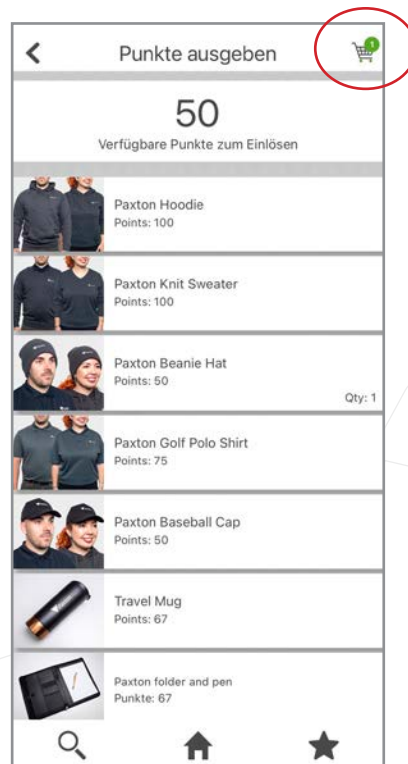 Punkte ausgeben
1
50
Verfügbare Punkte zum Einlösen
Paxton Hoodie
Points: 100
Paxton Knit Sweater
Points: 100
Paxton Beanie Hat
Points: 50
Qty: 1
Paxton Golf Polo Shirt
Points: 75
Paxton Baseball Cap
Points: 50
Travel Mug
Points: 67
Paxton folder and pen
Punkte: 67